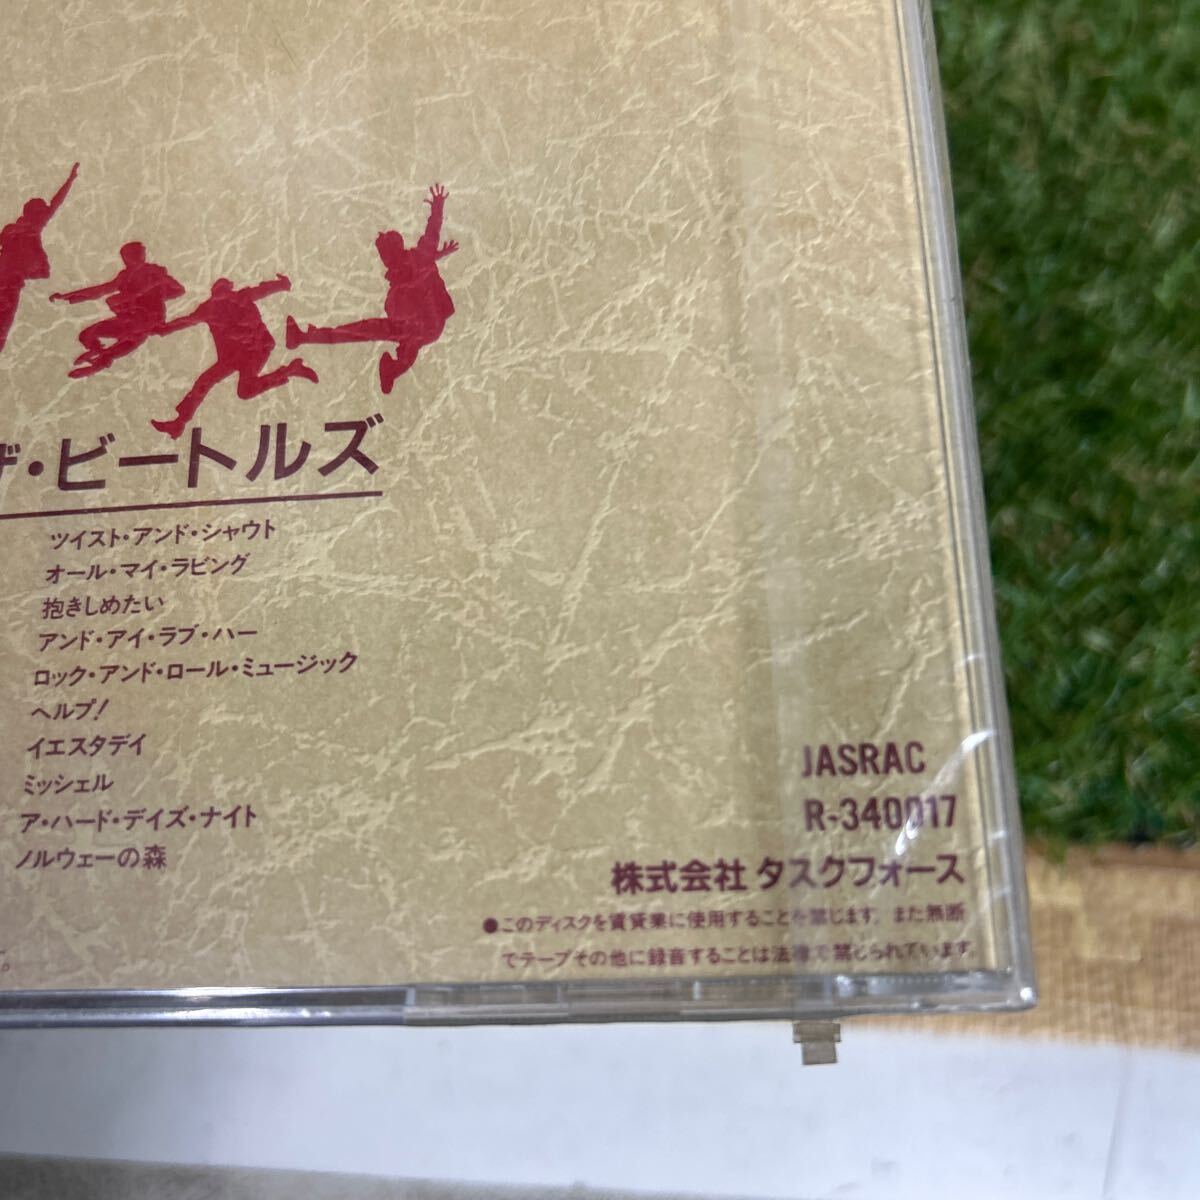 ザ・ビートルズ
ツイスト・アンド・シャウト
オール・マイ・ラビング
抱きしめたい
アンド・アイ・ラブ・ハー
ロック・アンド・ロール・ミュージック
ヘルプ!
イエスタデイ
ミッシェル
ア・ハード・デイズ・ナイト
ノルウェーの森
JASRAC
R-340017
株式会社 タスクフォース
●このディスクを賃貸業に使用することを禁じます。また無断
でテープその他に録音することは法律で禁じられています。